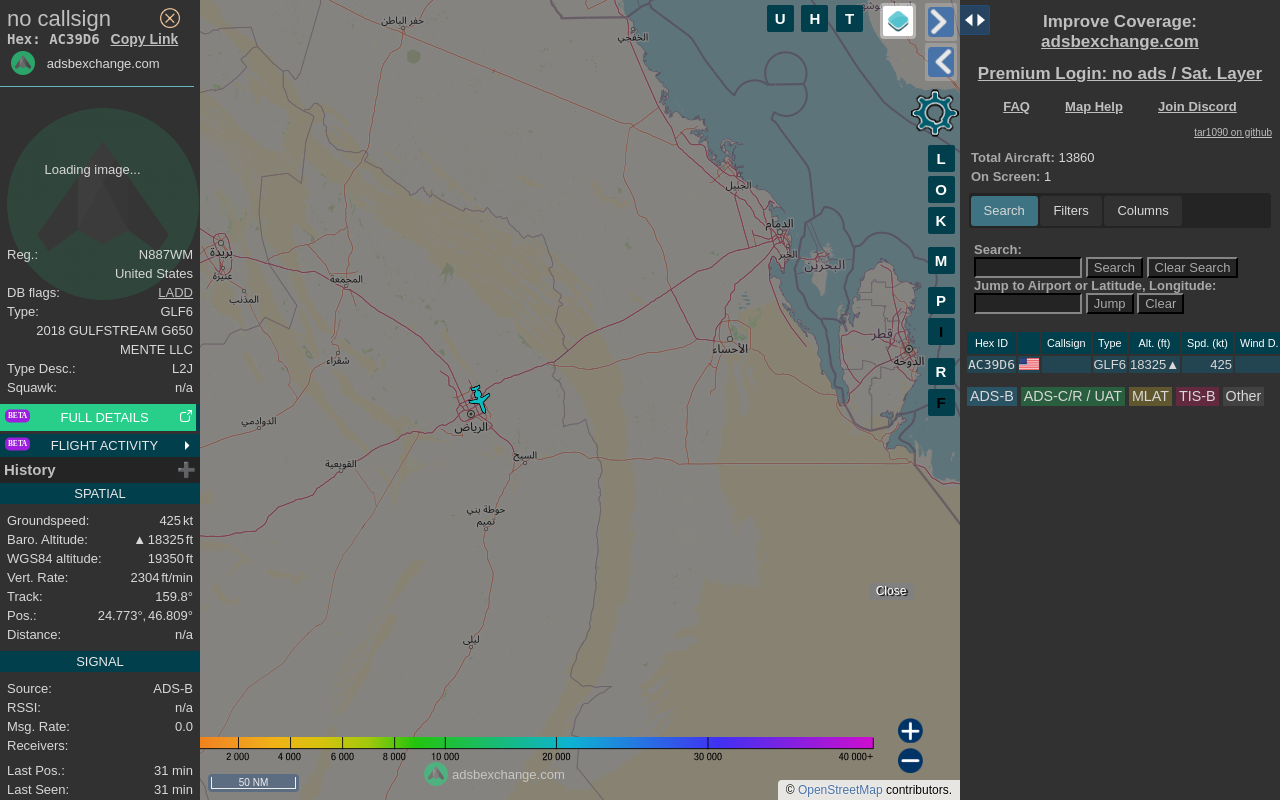 no callsign
Hex: AC39D6 Copy Link
adsbexchange.com
Loading image...
Reg.: N887WM
United States
DB flags: LADD
Type: GLF6
2018 GULFSTREAM G650
MENTE LLC
Type Desc.: L2J
Squawk: n/a
BETA FULL DETAILS
BETA FLIGHT ACTIVITY
History
SPATIAL
Groundspeed: 425 kt
Baro. Altitude: ▲ 18325 ft
WGS84 altitude: 19350 ft
Vert. Rate: 2304 ft/min
Track: 159.8°
Pos.: 24.773°, 46.809°
Distance: n/a
SIGNAL
Source: ADS-B
RSSI: n/a
Msg. Rate: 0.0
Receivers:
Last Pos.: 31 min
Last Seen: 31 min
حفر الباطن
الخفجي
الجبيل
الدمام
الخبر
البحرين
قطر
الدوحة
الأحساء
بريدة
عنيزة
المذنب
المجمعة
شقراء
الدوادمي
الرياض
القويعية
السيح
حوطة بني
تميم
ليلى
U H T
L
O
K
M
P
I
R
F
Close
2 000 4 000 6 000 8 000 10 000 20 000 30 000 40 000+
50 NM
adsbexchange.com
© OpenStreetMap contributors.
Improve Coverage:
adsbexchange.com
Premium Login: no ads / Sat. Layer
FAQ Map Help Join Discord
tar1090 on github
Total Aircraft: 13860
On Screen: 1
Search Filters Columns
Search:
Search Clear Search
Jump to Airport or Latitude, Longitude:
Jump Clear
Hex ID Callsign Type Alt. (ft) Spd. (kt) Wind D.
AC39D6 GLF6 18325▲ 425
ADS-B ADS-C/R / UAT MLAT TIS-B Other